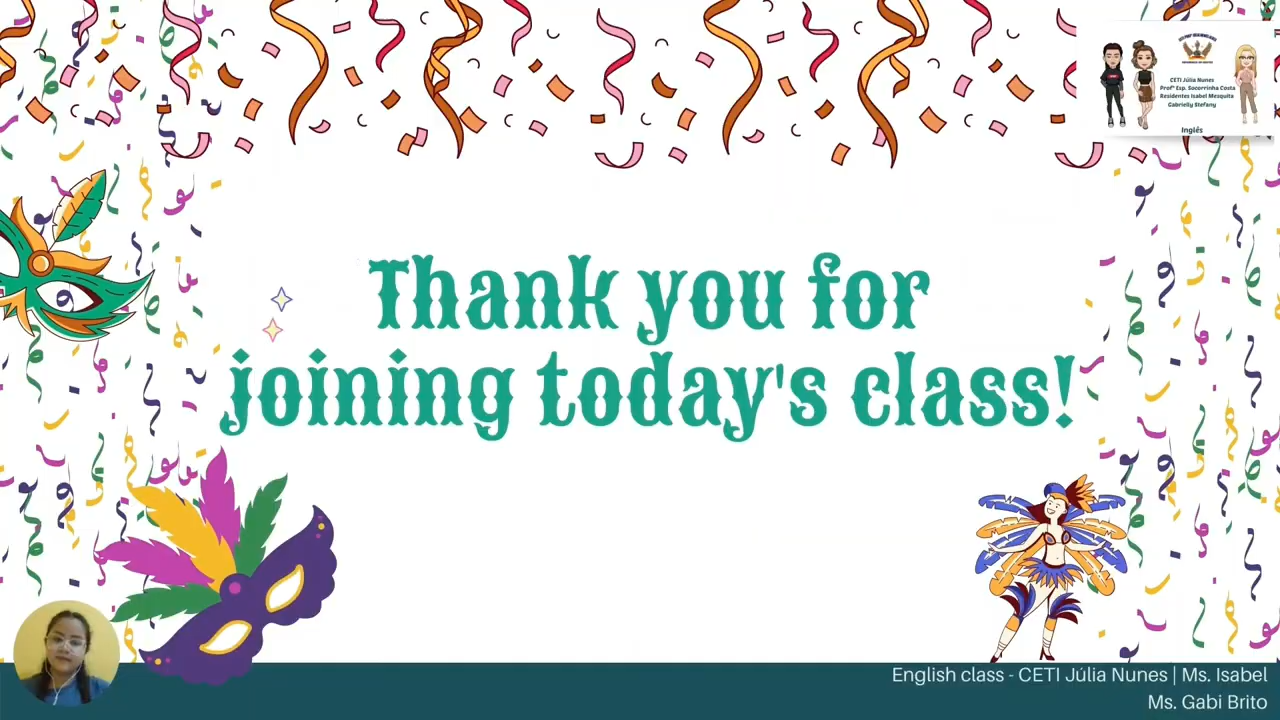 CETI Júlia Nunes
Profª Esp. Socorrinha Costa
Residentes Isabel Mesquita
Gabrielly Stefany
Inglês
Thank you for
joining today's class!
English class - CETI Júlia Nunes | Ms. Isabel
Ms. Gabi Brito